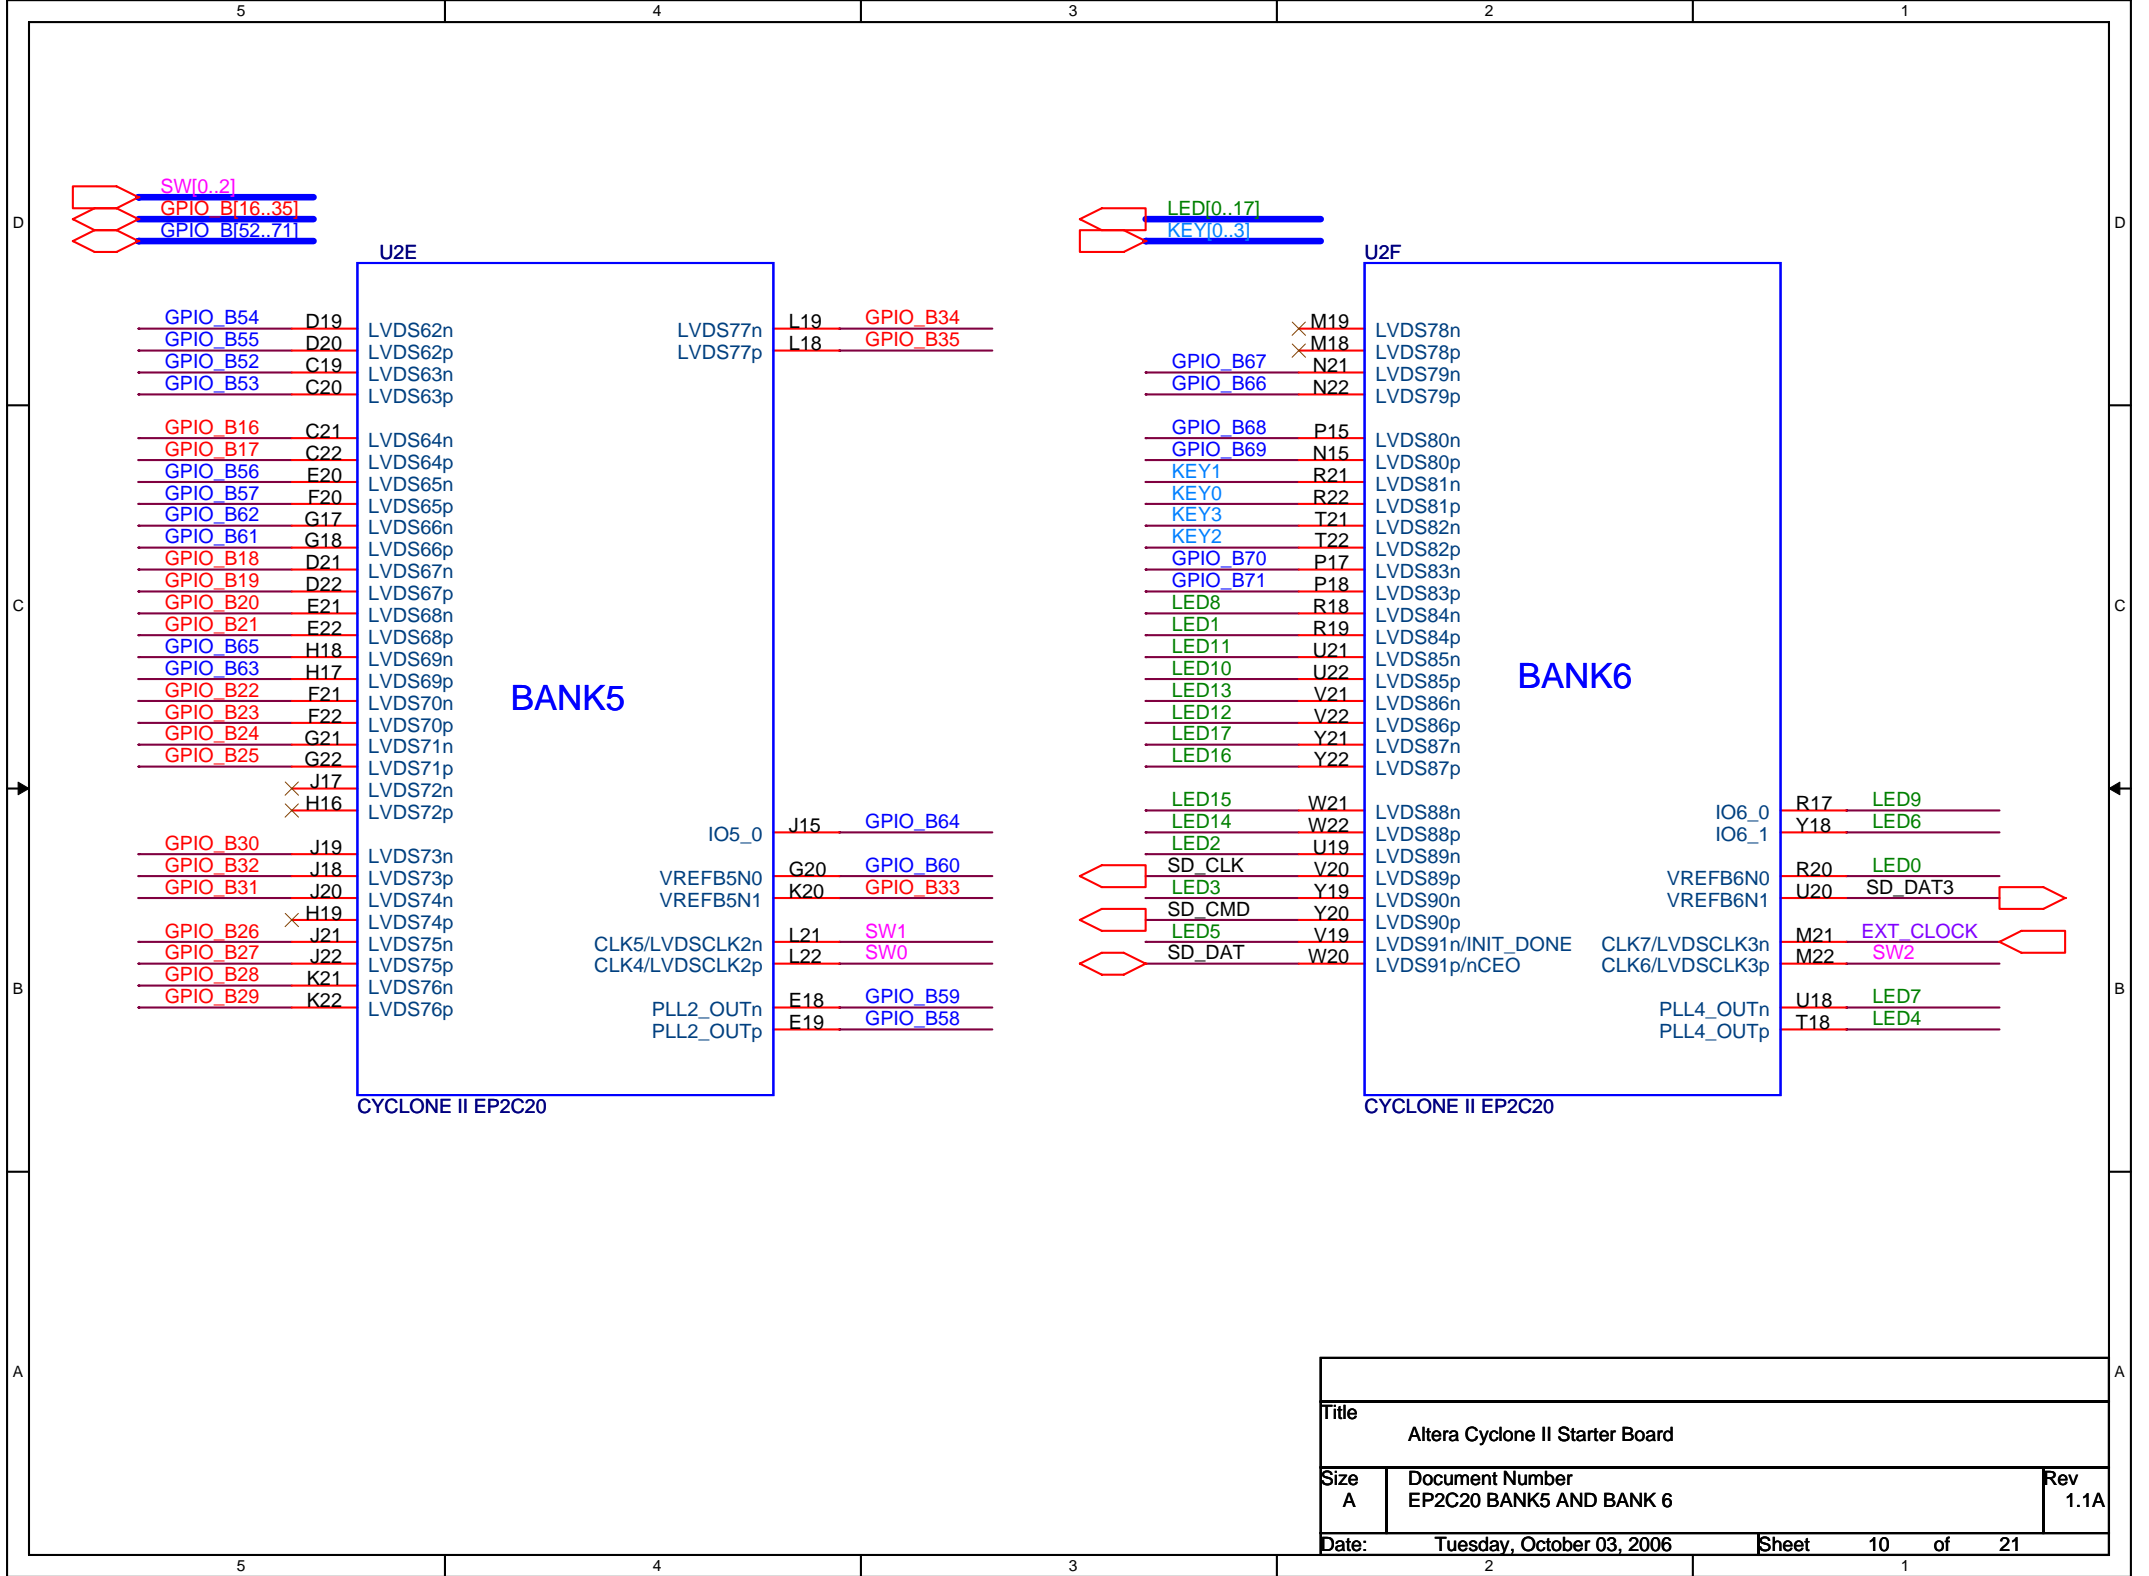 5 4 3 2 1
D D
C C
B B
A A
SW[0..2]
GPIO_B[16..35]
GPIO_B[52..71]
U2E
GPIO_B54 D19 LVDS62n
GPIO_B55 D20 LVDS62p
GPIO_B52 C19 LVDS63n
GPIO_B53 C20 LVDS63p
GPIO_B16 C21 LVDS64n
GPIO_B17 C22 LVDS64p
GPIO_B56 E20 LVDS65n
GPIO_B57 F20 LVDS65p
GPIO_B62 G17 LVDS66n
GPIO_B61 G18 LVDS66p
GPIO_B18 D21 LVDS67n
GPIO_B19 D22 LVDS67p
GPIO_B20 E21 LVDS68n
GPIO_B21 E22 LVDS68p
GPIO_B65 H18 LVDS69n
GPIO_B63 H17 LVDS69p
GPIO_B22 F21 LVDS70n
GPIO_B23 F22 LVDS70p
GPIO_B24 G21 LVDS71n
GPIO_B25 G22 LVDS71p
J17 LVDS72n
H16 LVDS72p
GPIO_B30 J19 LVDS73n
GPIO_B32 J18 LVDS73p
GPIO_B31 J20 LVDS74n
H19 LVDS74p
GPIO_B26 J21 LVDS75n
GPIO_B27 J22 LVDS75p
GPIO_B28 K21 LVDS76n
GPIO_B29 K22 LVDS76p
BANK5
LVDS77n L19 GPIO_B34
LVDS77p L18 GPIO_B35
IO5_0 J15 GPIO_B64
VREFB5N0 G20 GPIO_B60
VREFB5N1 K20 GPIO_B33
CLK5/LVDSCLK2n L21 SW1
CLK4/LVDSCLK2p L22 SW0
PLL2_OUTn E18 GPIO_B59
PLL2_OUTp E19 GPIO_B58
CYCLONE II EP2C20
LED[0..17]
KEY[0..3]
U2F
M19 LVDS78n
M18 LVDS78p
GPIO_B67 N21 LVDS79n
GPIO_B66 N22 LVDS79p
GPIO_B68 P15 LVDS80n
GPIO_B69 N15 LVDS80p
KEY1 R21 LVDS81n
KEY0 R22 LVDS81p
KEY3 T21 LVDS82n
KEY2 T22 LVDS82p
GPIO_B70 P17 LVDS83n
GPIO_B71 P18 LVDS83p
LED8 R18 LVDS84n
LED1 R19 LVDS84p
LED11 U21 LVDS85n
LED10 U22 LVDS85p
LED13 V21 LVDS86n
LED12 V22 LVDS86p
LED17 Y21 LVDS87n
LED16 Y22 LVDS87p
LED15 W21 LVDS88n
LED14 W22 LVDS88p
LED2 U19 LVDS89n
SD_CLK V20 LVDS89p
LED3 Y19 LVDS90n
SD_CMD Y20 LVDS90p
LED5 V19 LVDS91n/INIT_DONE
SD_DAT W20 LVDS91p/nCEO
BANK6
IO6_0 R17 LED9
IO6_1 Y18 LED6
VREFB6N0 R20 LED0
VREFB6N1 U20 SD_DAT3
CLK7/LVDSCLK3n M21 EXT_CLOCK
CLK6/LVDSCLK3p M22 SW2
PLL4_OUTn U18 LED7
PLL4_OUTp T18 LED4
CYCLONE II EP2C20
Title
Altera Cyclone II Starter Board
Size Document Number Rev
A EP2C20 BANK5 AND BANK 6 1.1A
Date: Tuesday, October 03, 2006 Sheet 10 of 21
5 4 3 2 1